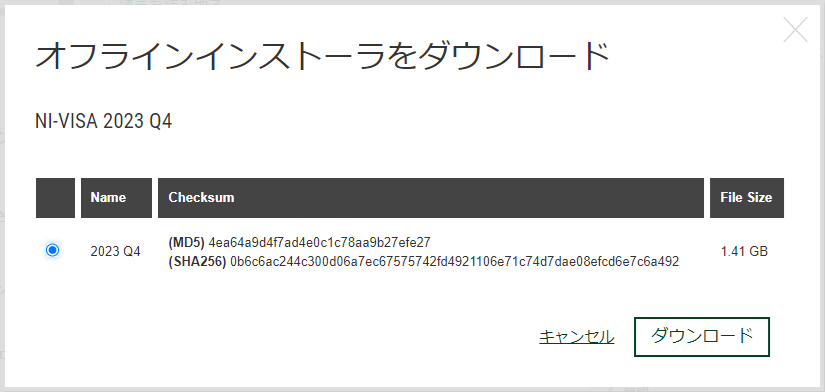 オフラインインストーラをダウンロード
NI-VISA 2023 Q4
Name Checksum File Size
2023 Q4 (MD5) 4ea64a9d4f7ad4e0c1c78aa9b27efe27 1.41 GB
(SHA256) 0b6c6ac244c300d06a7ec67575742fd4921106e71c74d7dae08efcd6e7c6a492
キャンセル ダウンロード